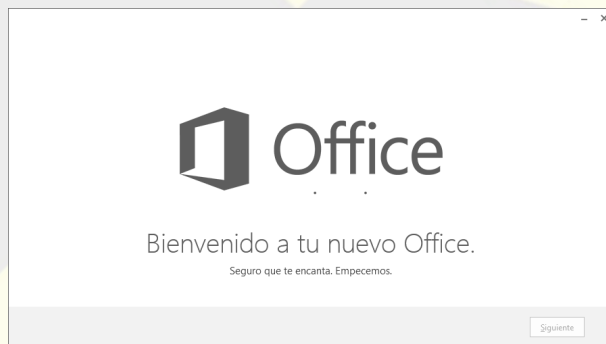 Office
Bienvenido a tu nuevo Office.
Seguro que te encanta. Empecemos.
Siguiente